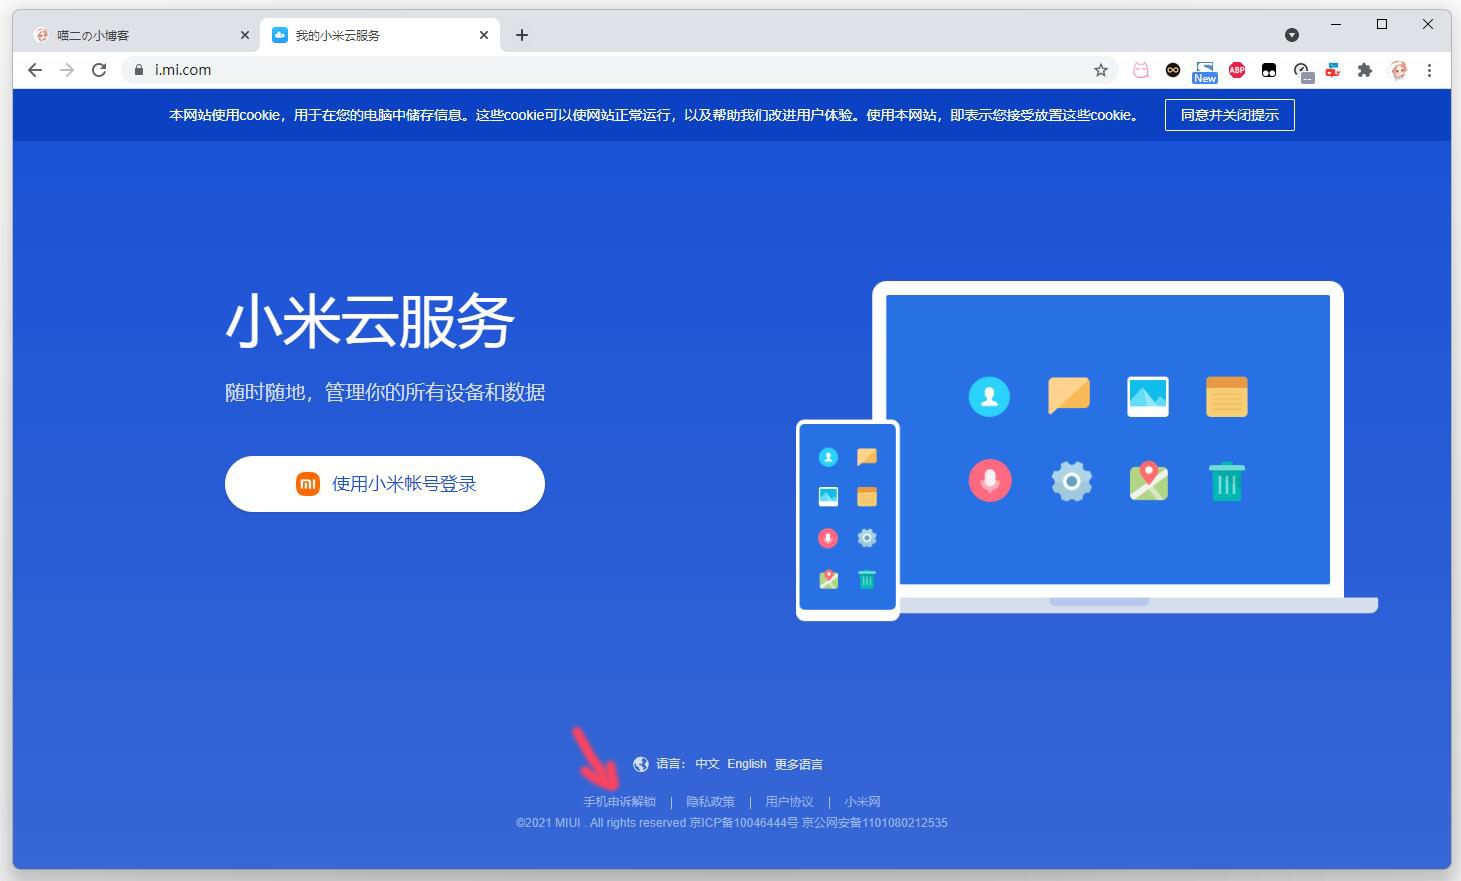 喵二の小博客
我的小米云服务
i.mi.com
New
ABP
本网站使用cookie，用于在您的电脑中储存信息。这些cookie可以使网站正常运行，以及帮助我们改进用户体验。使用本网站，即表示您接受放置这些cookie。
同意并关闭提示
小米云服务
随时随地，管理你的所有设备和数据
mi 使用小米帐号登录
语言： 中文 English 更多语言
手机申诉解锁 | 隐私政策 | 用户协议 | 小米网
©2021 MIUI . All rights reserved 京ICP备10046444号 京公网安备1101080212535